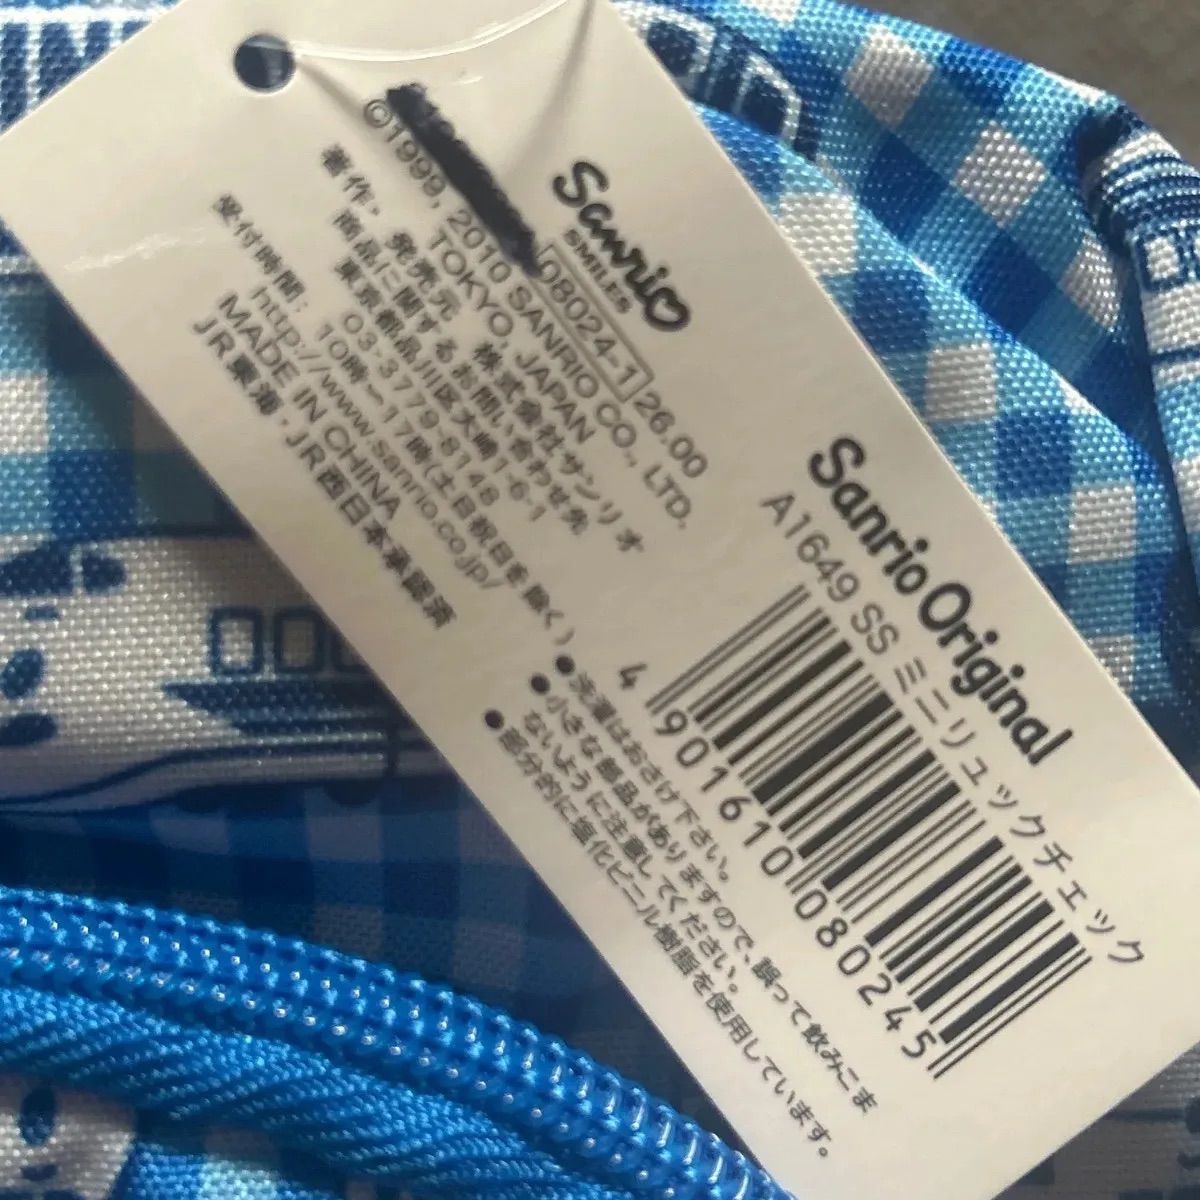 Sanrio
SMILES
08024-1 26.00
©1999, 2010 SANRIO CO., LTD.
TOKYO, JAPAN
著作・発売元 株式会社サンリオ
商品に関するお問い合わせ先
東京都品川区大崎1-6-1
03-3779-8148
受付時間:10時〜17時(土日祝日を除く)
http://www.sanrio.co.jp/
MADE IN CHINA
JR東海・JR西日本承認済
Sanrio Original
A1649 SS ミニリュックチェック
4 901610 080245
●洗濯はおさけ下さい。
●小さな部品がありますので、誤って飲みこま
ないように注意してください。
●部分的に塩化ビニル樹脂を使用しています。